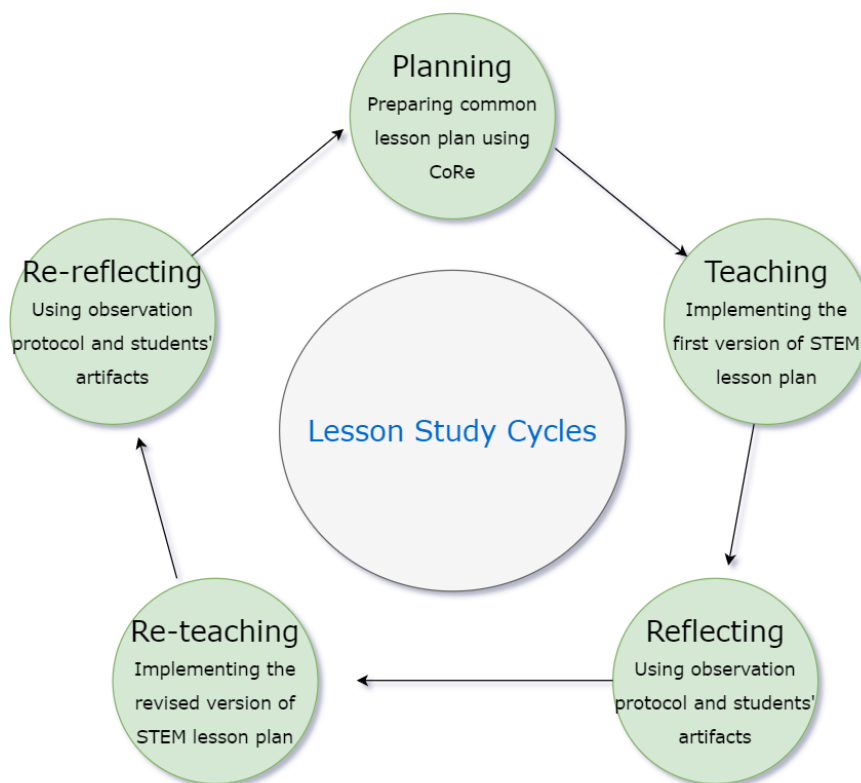 Planning
Preparing common
lesson plan using
CoRe
Teaching
Implementing the
first version of STEM
lesson plan
Reflecting
Using observation
protocol and students'
artifacts
Re-teaching
Implementing the
revised version of
STEM lesson plan
Re-reflecting
Using observation
protocol and students'
artifacts
Lesson Study Cycles